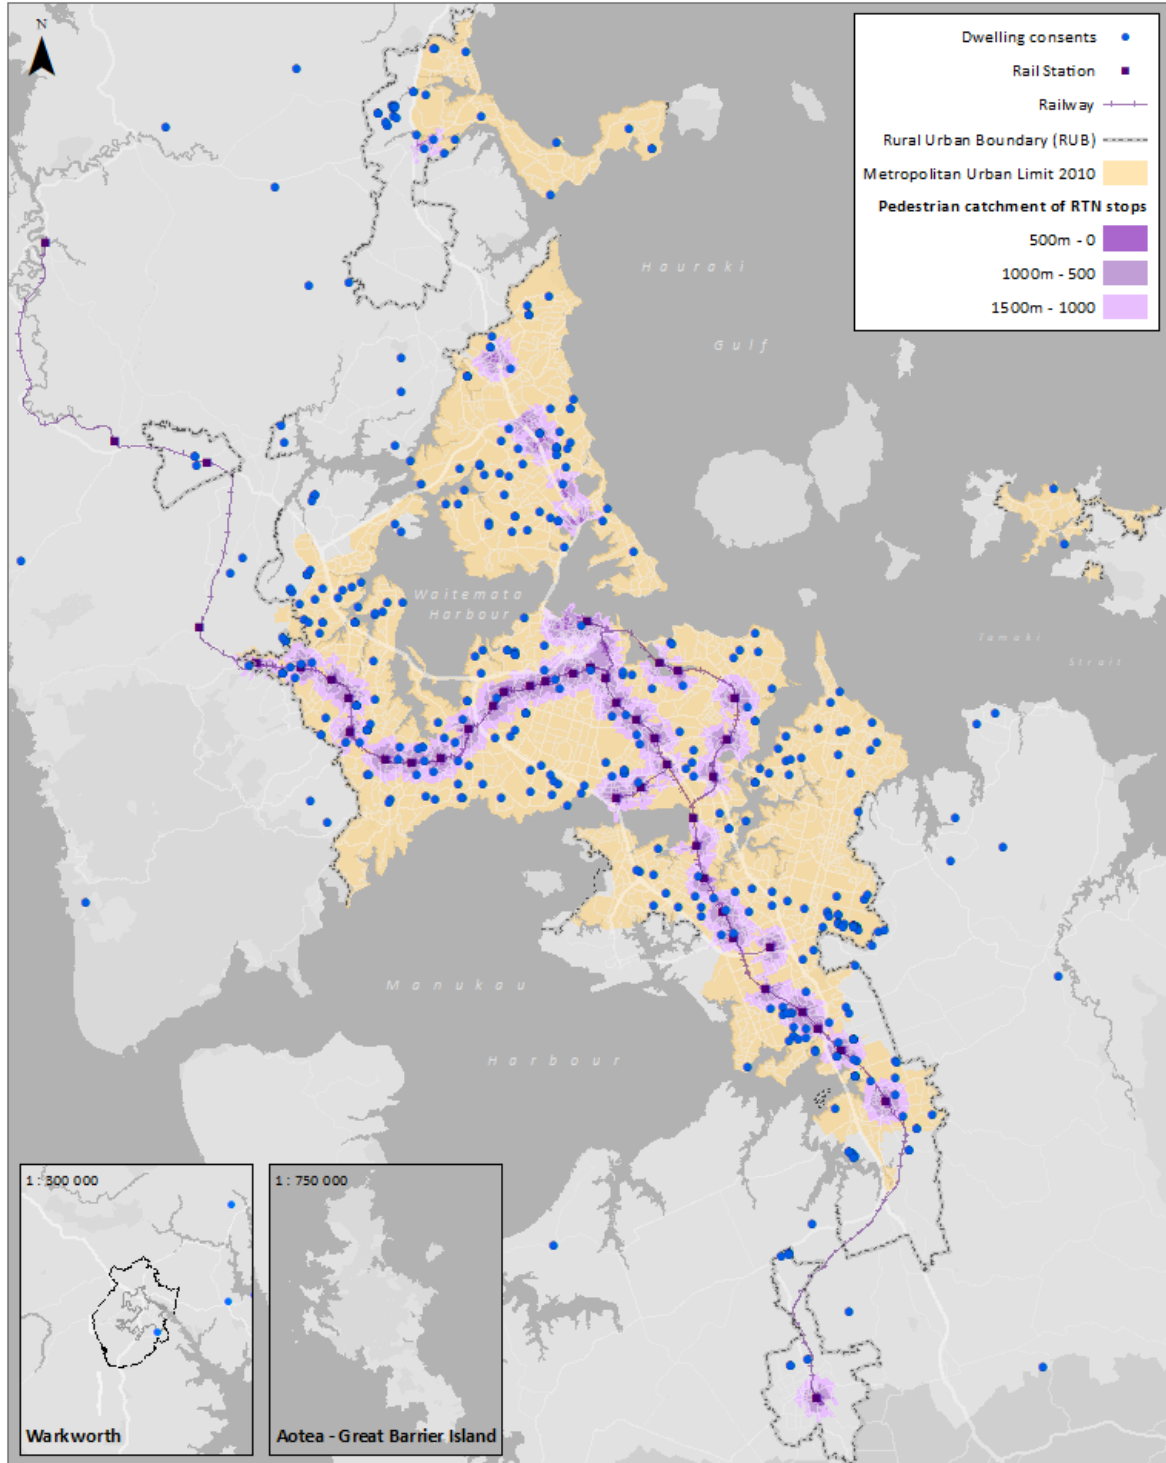 N
Dwelling consents
Rail Station
Railway
Rural Urban Boundary (RUB)
Metropolitan Urban Limit 2010
Pedestrian catchment of RTN stops
500m - 0
1000m - 500
1500m - 1000
Hauraki
Gulf
Waitemata
Harbour
Tamaki
Strait
Manukau
Harbour
1 : 300 000
1 : 750 000
Warkworth
Aotea - Great Barrier Island